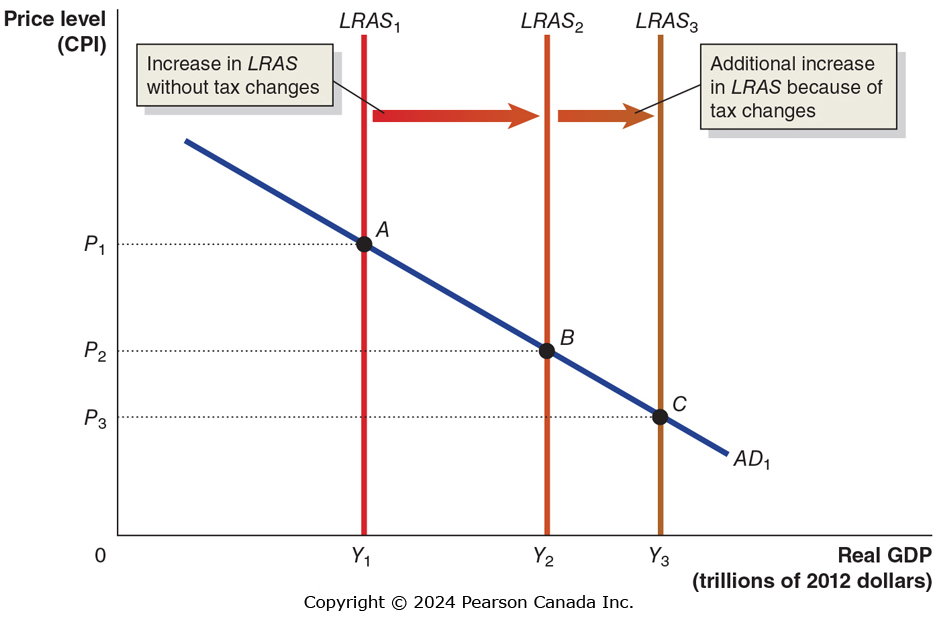 Price level
(CPI)
LRAS₁
LRAS₂
LRAS₃
Increase in LRAS
without tax changes
Additional increase
in LRAS because of
tax changes
A
P₁
B
P₂
C
P₃
AD₁
0
Y₁
Y₂
Y₃
Real GDP
(trillions of 2012 dollars)
Copyright © 2024 Pearson Canada Inc.